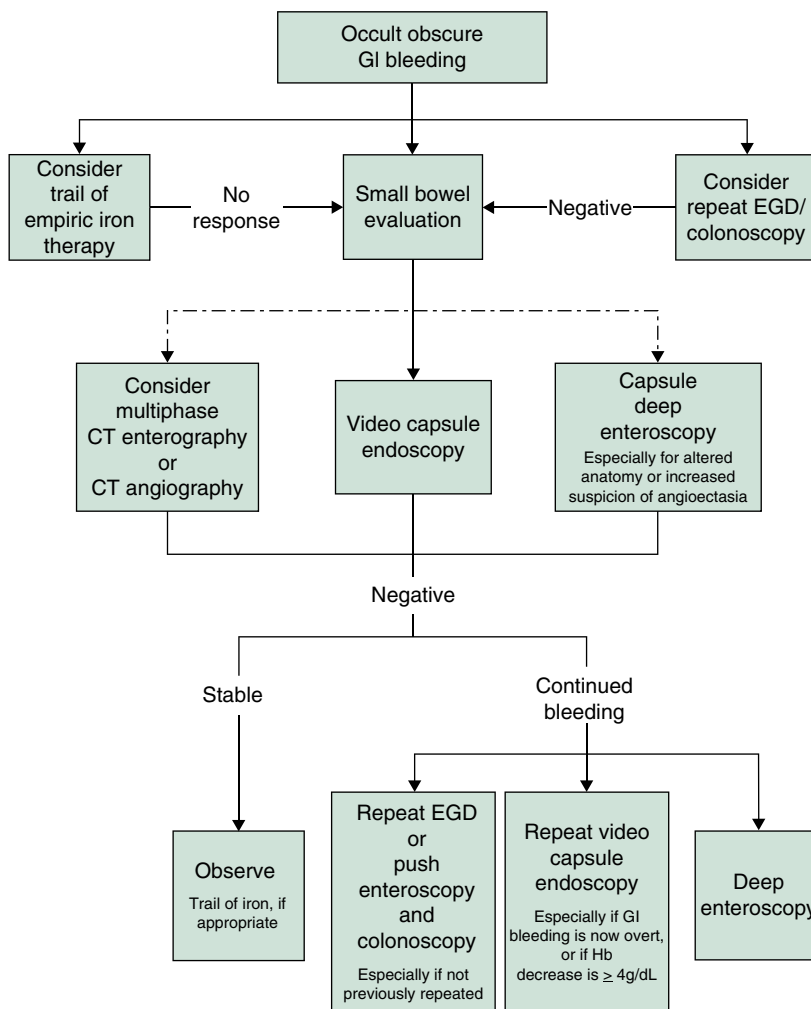 Occult obscure
GI bleeding
Consider
trail of
empiric iron
therapy
No
response
Small bowel
evaluation
Negative
Consider
repeat EGD/
colonoscopy
Consider
multiphase
CT enterography
or
CT angiography
Video capsule
endoscopy
Capsule
deep
enteroscopy
Especially for altered
anatomy or increased
suspicion of angioectasia
Negative
Stable
Continued
bleeding
Observe
Trail of iron, if
appropriate
Repeat EGD
or
push
enteroscopy
and
colonoscopy
Especially if not
previously repeated
Repeat video
capsule
endoscopy
Especially if GI
bleeding is now overt,
or if Hb
decrease is ≥ 4g/dL
Deep
enteroscopy